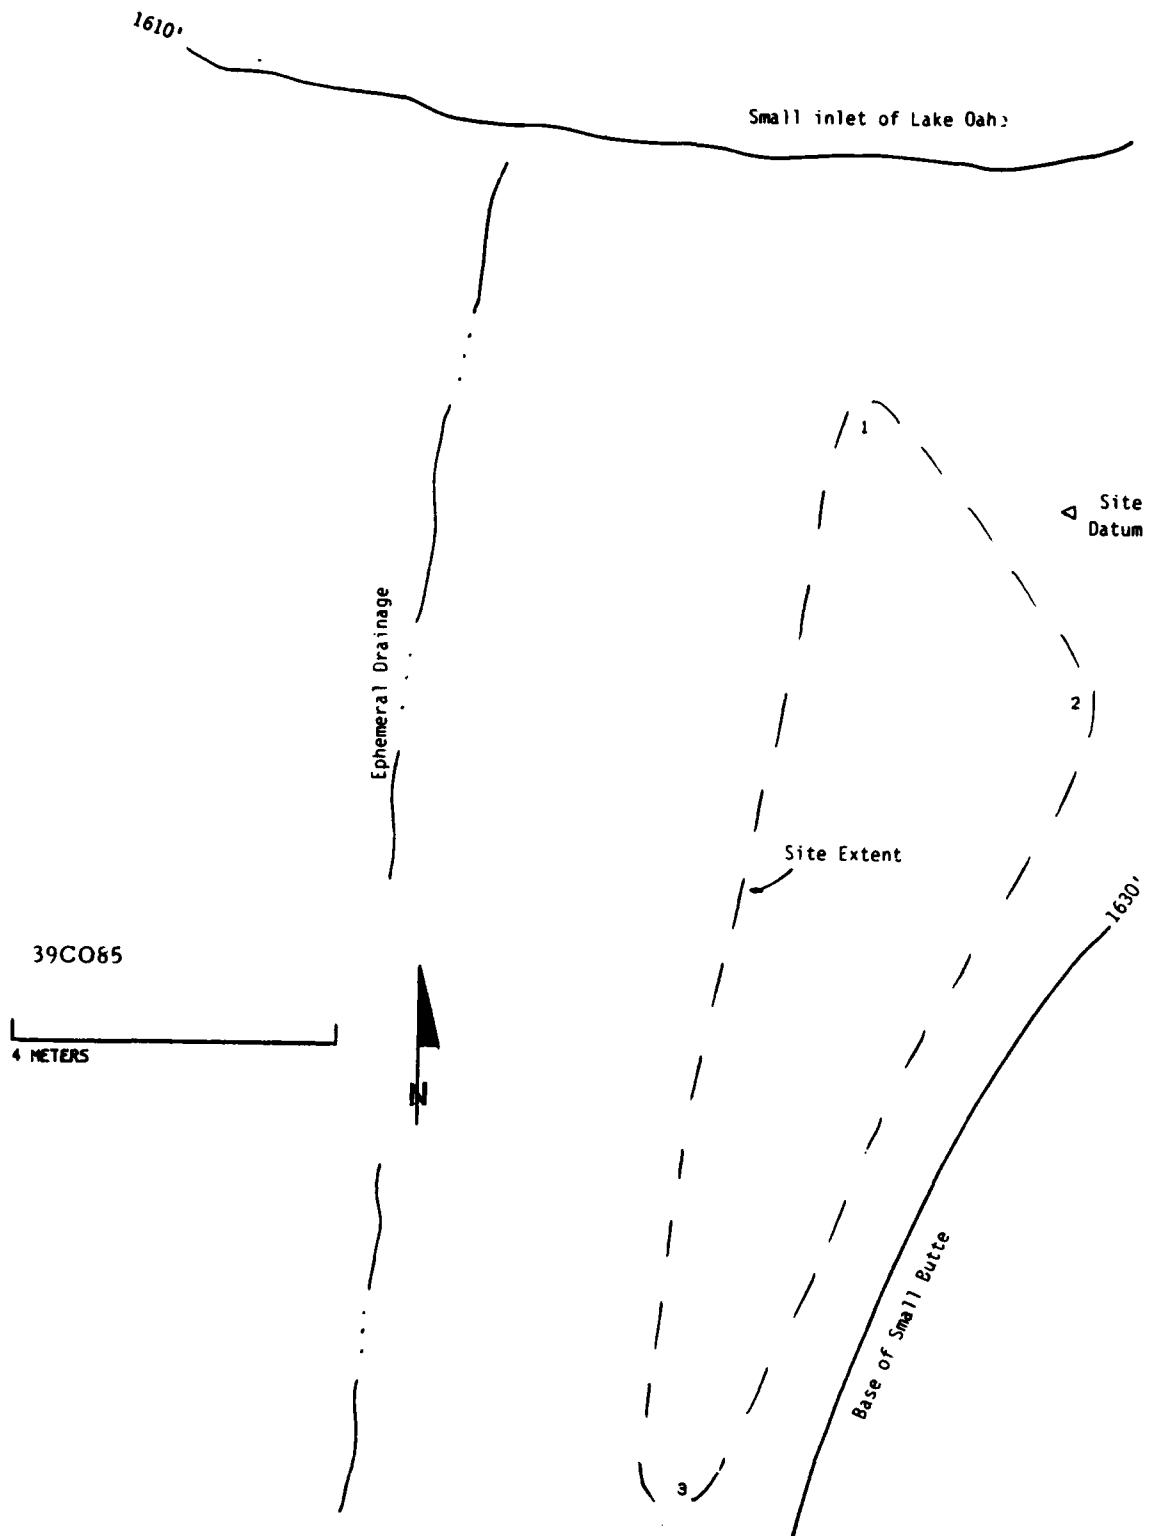 1610'
Small inlet of Lake
1
Site
Datum
Ephemeral Drainage
2
Site Extent
1630'
39CO85
4 METERS
N
Base of Small Butte
3